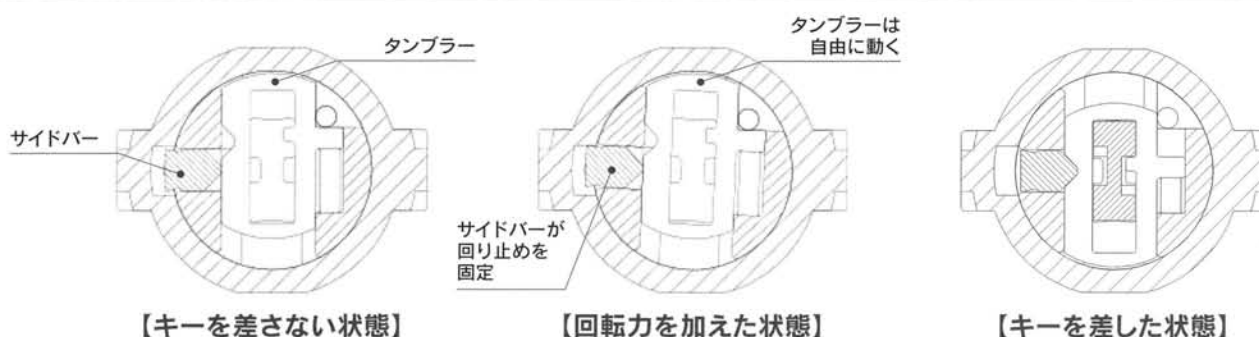 タンブラー
サイドバー
【キーを差さない状態】
タンブラーは
自由に動く
サイドバーが
回り止めを
固定
【回転力を加えた状態】
【キーを差した状態】